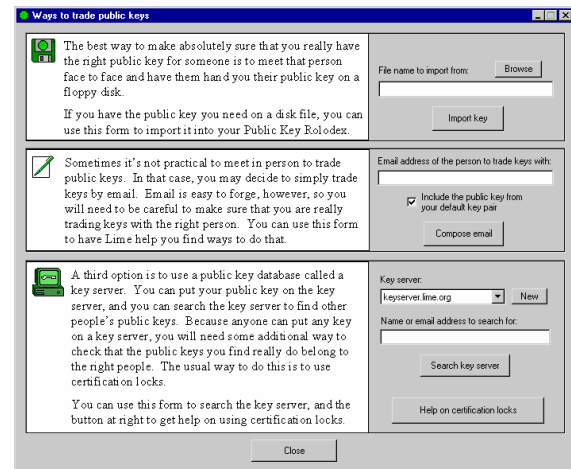 Ways to trade public keys
The best way to make absolutely sure that you really have
the right public key for someone is to meet that person
face to face and have them hand you their public key on a
floppy disk.
If you have the public key you need on a disk file, you can
use this form to import it into your Public Key Rolodex.
File name to import from:
Browse
Import key
Sometimes it's not practical to meet in person to trade
public keys. In that case, you may decide to simply trade
keys by email. Email is easy to forge, however, so you
will need to be careful to make sure that you are really
trading keys with the right person. You can use this form
to have Lime help you find ways to do that.
Email address of the person to trade keys with:
Include the public key from
your default key pair
Compose email
A third option is to use a public key database called a
key server. You can put your public key on the key
server, and you can search the key server to find other
people's public keys. Because anyone can put any key
on a key server, you will need some additional way to
check that the public keys you find really do belong to
the right people. The usual way to do this is to use
certification locks.
You can use this form to search the key server, and the
button at right to get help on using certification locks.
Key server:
keyserver.lime.org
New
Name or email address to search for:
Search key server
Help on certification locks
Close